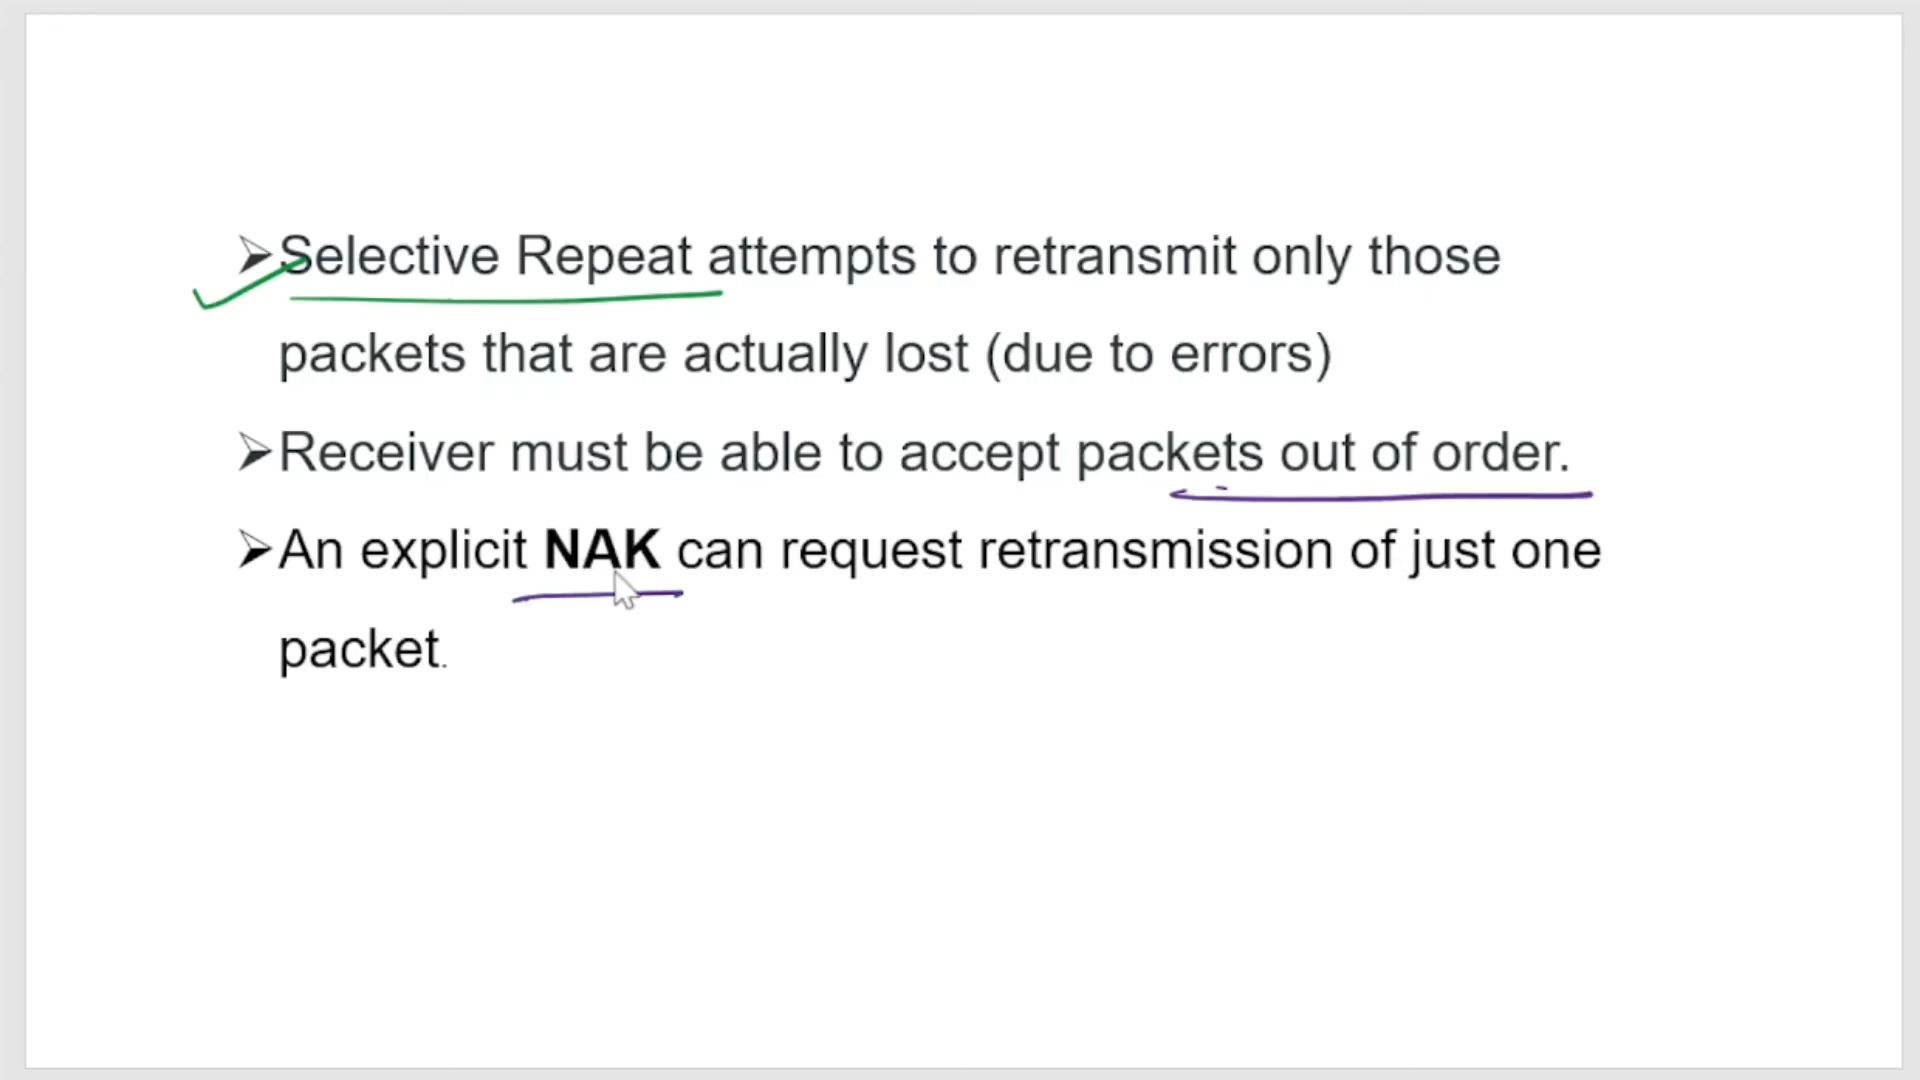 ➢Selective Repeat attempts to retransmit only those
packets that are actually lost (due to errors)
➢Receiver must be able to accept packets out of order.
➢An explicit NAK can request retransmission of just one
packet.